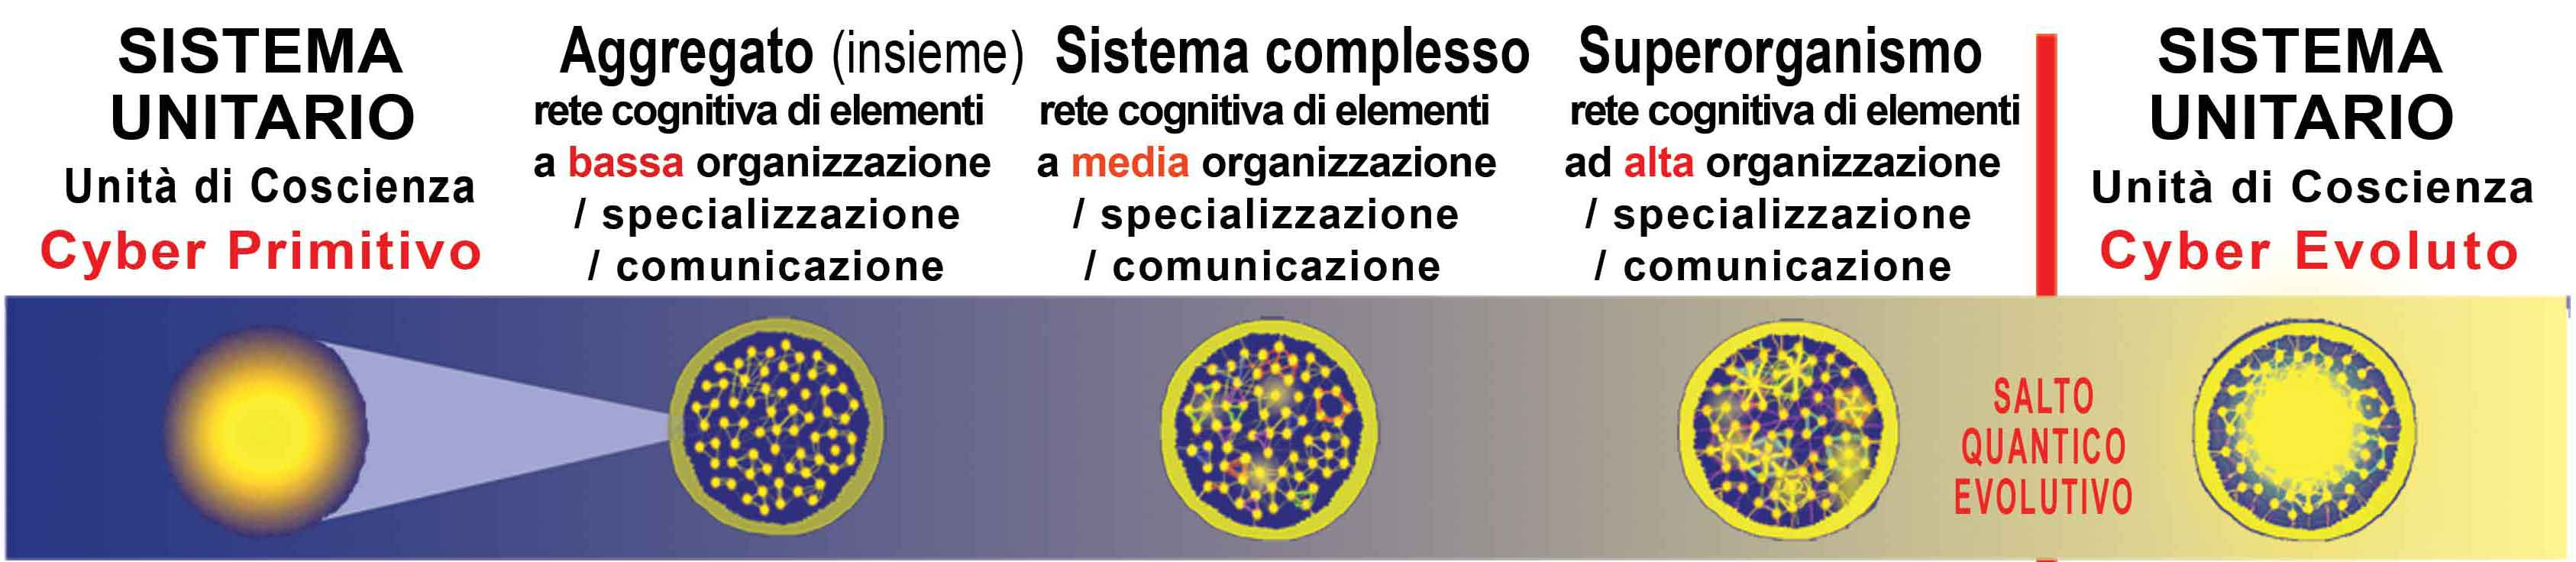 SISTEMA
UNITARIO
Unità di Coscienza
Cyber Primitivo
Aggregato (insieme)
rete cognitiva di elementi
a bassa organizzazione
/ specializzazione
/ comunicazione
Sistema complesso
rete cognitiva di elementi
a media organizzazione
/ specializzazione
/ comunicazione
Superorganismo
rete cognitiva di elementi
ad alta organizzazione
/ specializzazione
/ comunicazione
SALTO
QUANTICO
EVOLUTIVO
SISTEMA
UNITARIO
Unità di Coscienza
Cyber Evoluto